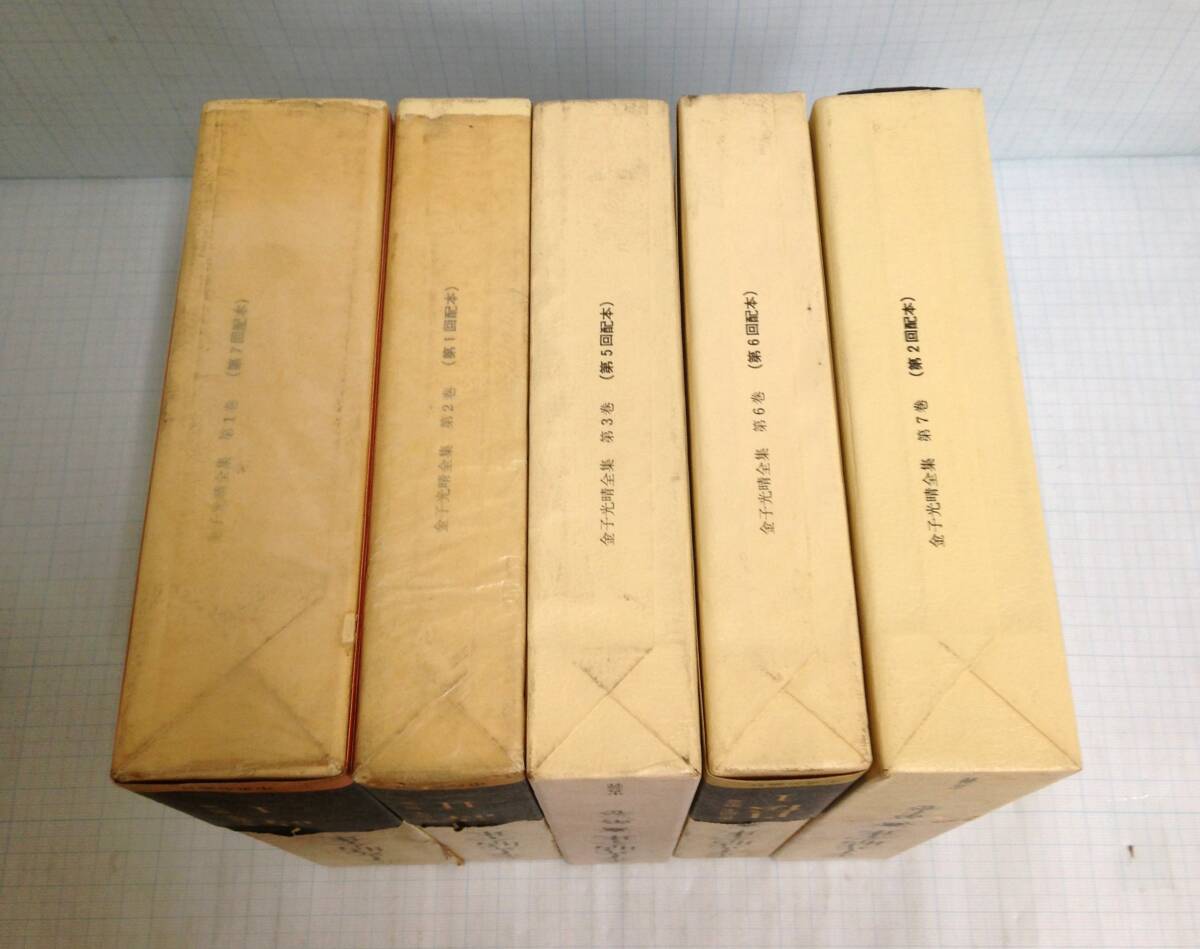 金子光晴全集 第1巻 (第7回配本)
金子光晴全集 第2巻 (第1回配本)
金子光晴全集 第3巻 (第5回配本)
金子光晴全集 第6巻 (第6回配本)
金子光晴全集 第7巻 (第2回配本)